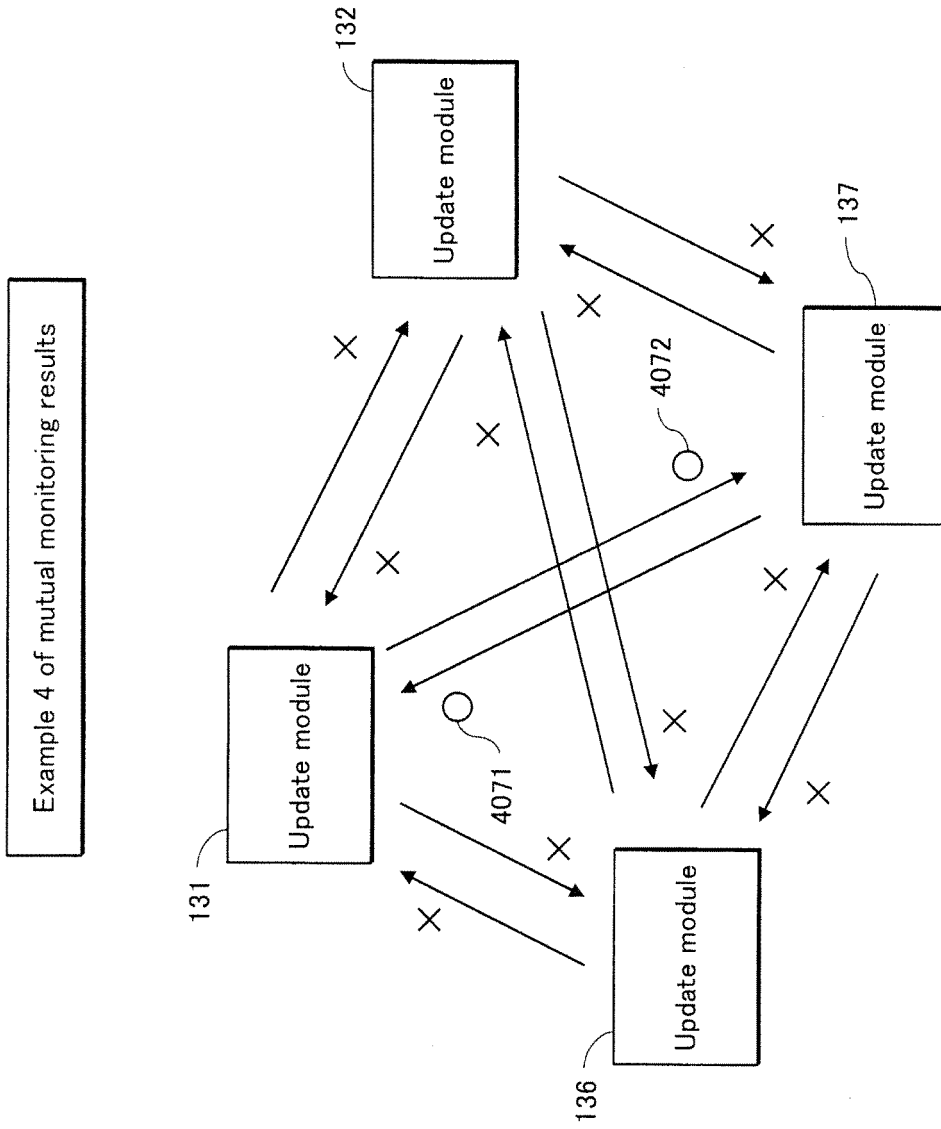 Example 4 of mutual monitoring results
131
Update module
132
Update module
4071
4072
136
Update module
137
Update module